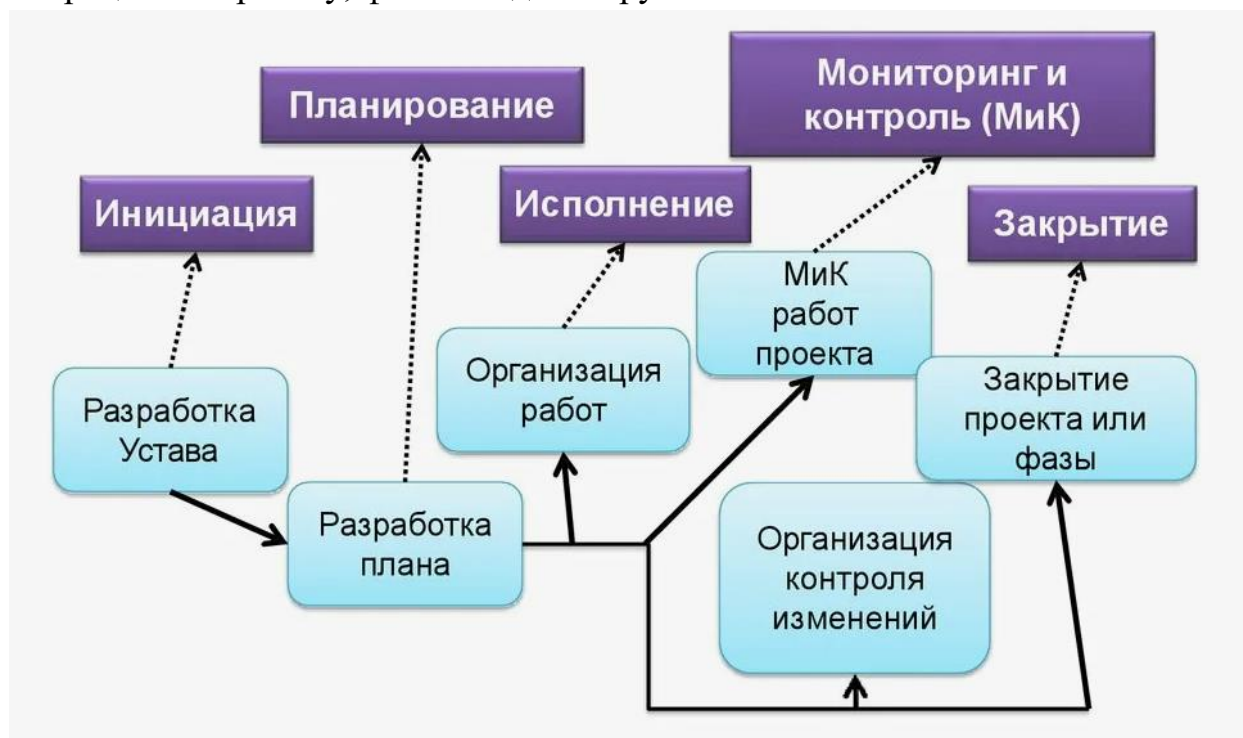 Планирование
Мониторинг и
контроль (МиК)
Инициация
Исполнение
Закрытие
МиК
работ
проекта
Организация
работ
Закрытие
проекта или
фазы
Разработка
Устава
Разработка
плана
Организация
контроля
изменений